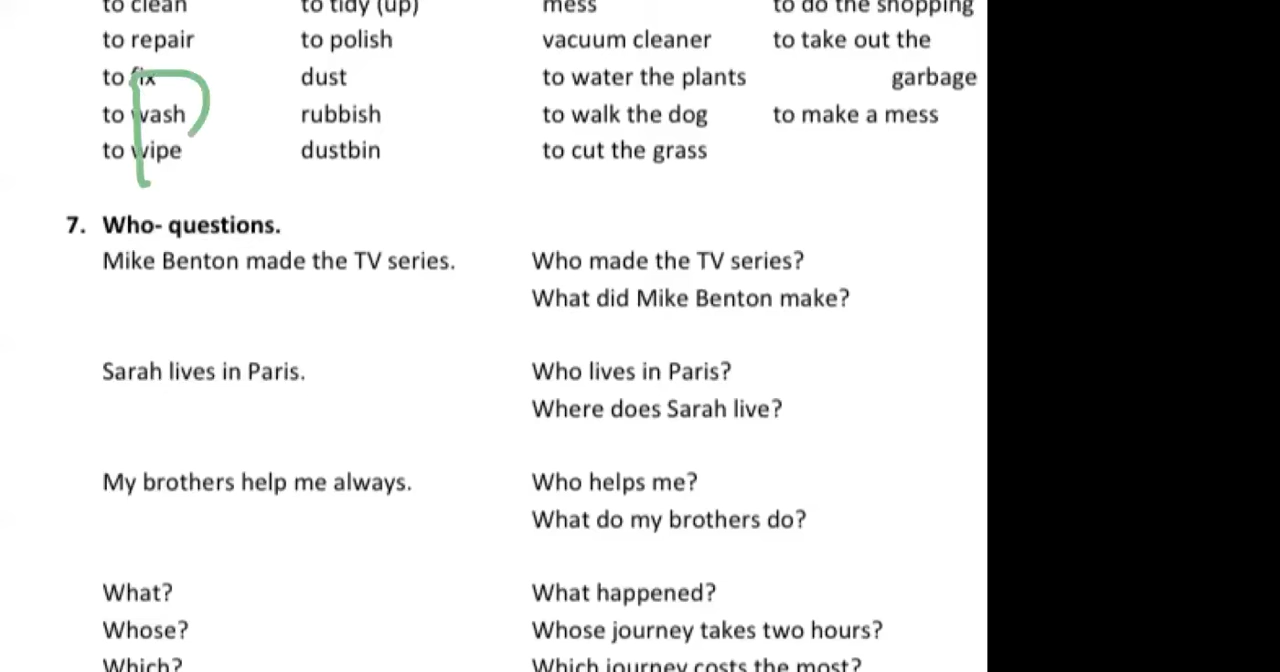 to clean to tidy (up) mess to do the shopping
to repair to polish vacuum cleaner to take out the
to fix dust to water the plants garbage
to wash rubbish to walk the dog to make a mess
to wipe dustbin to cut the grass
7. Who- questions.
Mike Benton made the TV series. Who made the TV series?
What did Mike Benton make?
Sarah lives in Paris. Who lives in Paris?
Where does Sarah live?
My brothers help me always. Who helps me?
What do my brothers do?
What? What happened?
Whose? Whose journey takes two hours?
Which? Which journey costs the most?